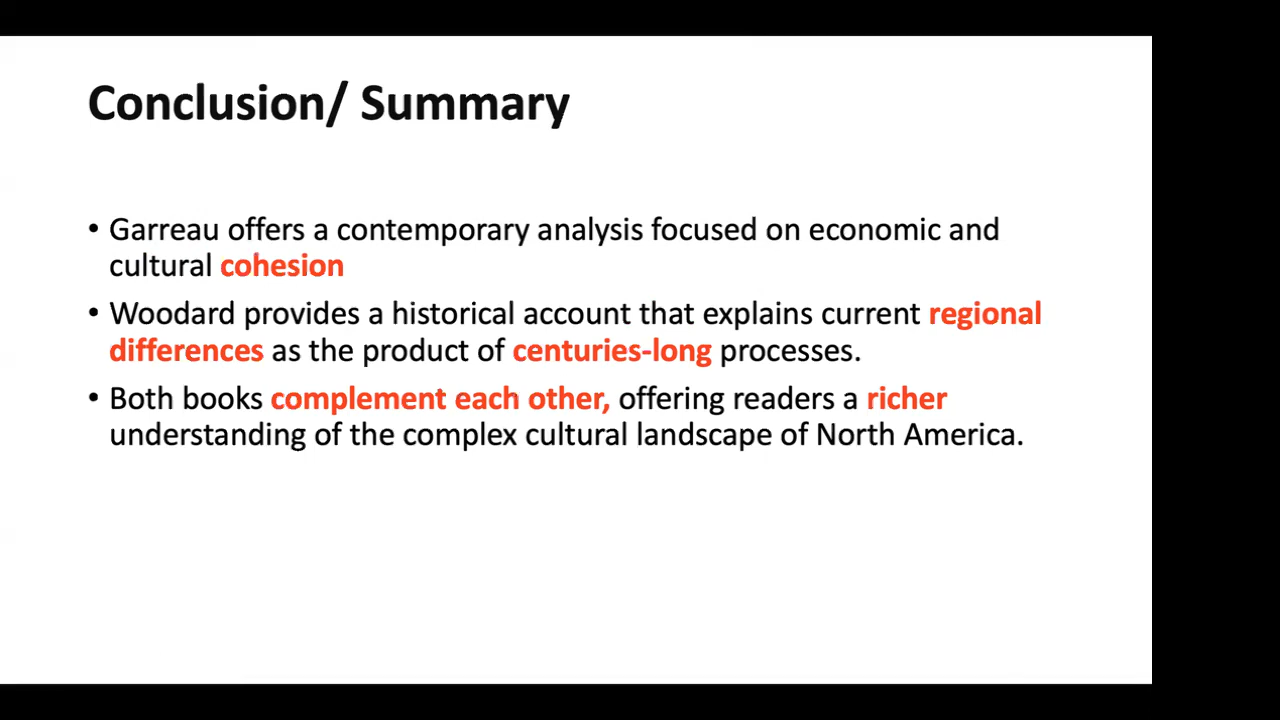 Conclusion/ Summary
• Garreau offers a contemporary analysis focused on economic and
cultural cohesion
• Woodard provides a historical account that explains current regional
differences as the product of centuries-long processes.
• Both books complement each other, offering readers a richer
understanding of the complex cultural landscape of North America.